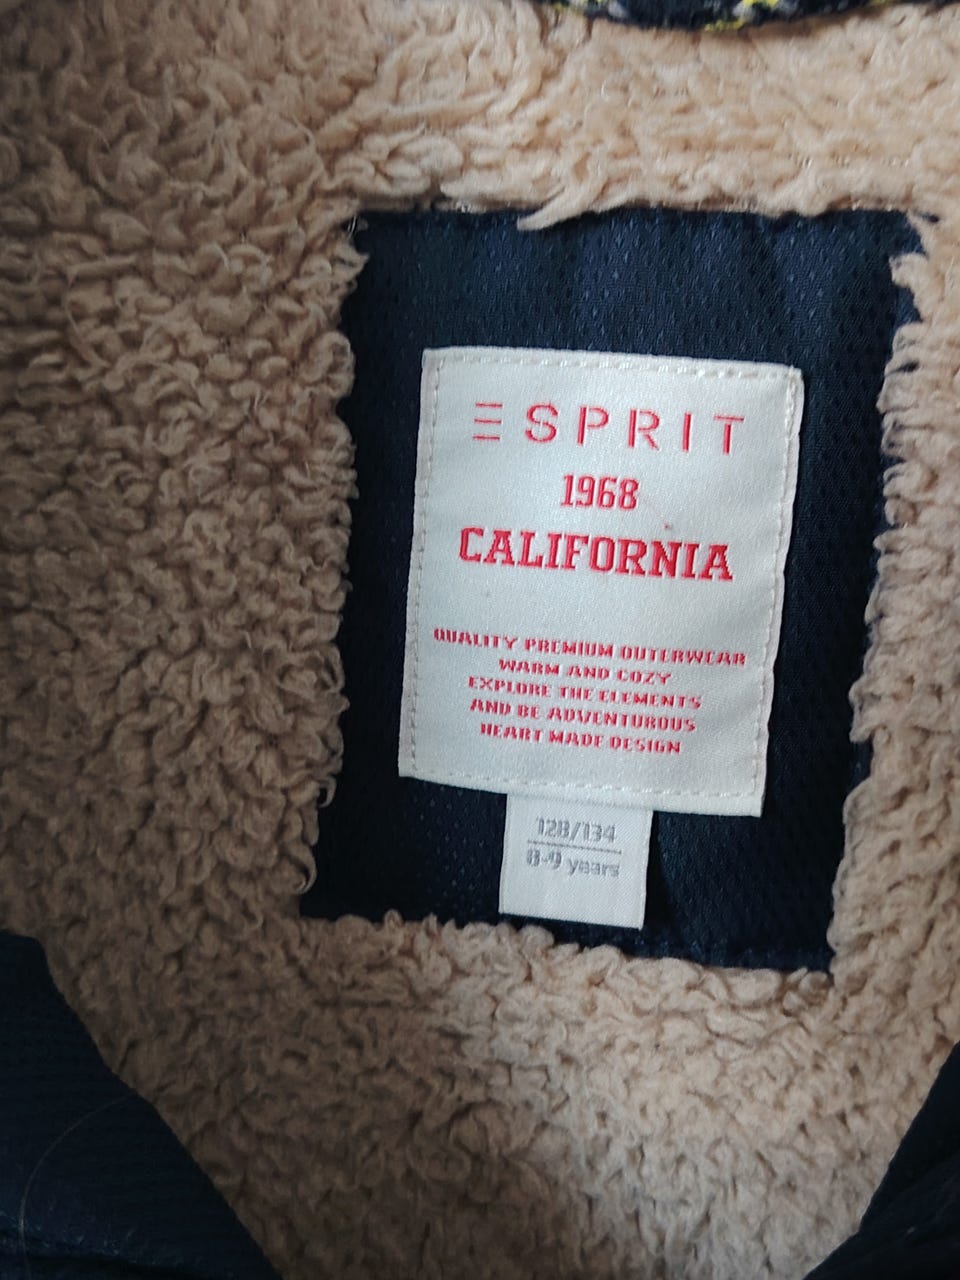 ESPRIT
1968
CALIFORNIA
QUALITY PREMIUM OUTERWEAR
WARM AND COZY
EXPLORE THE ELEMENTS
AND BE ADVENTUROUS
HEART MADE DESIGN
128/134
8-9 years